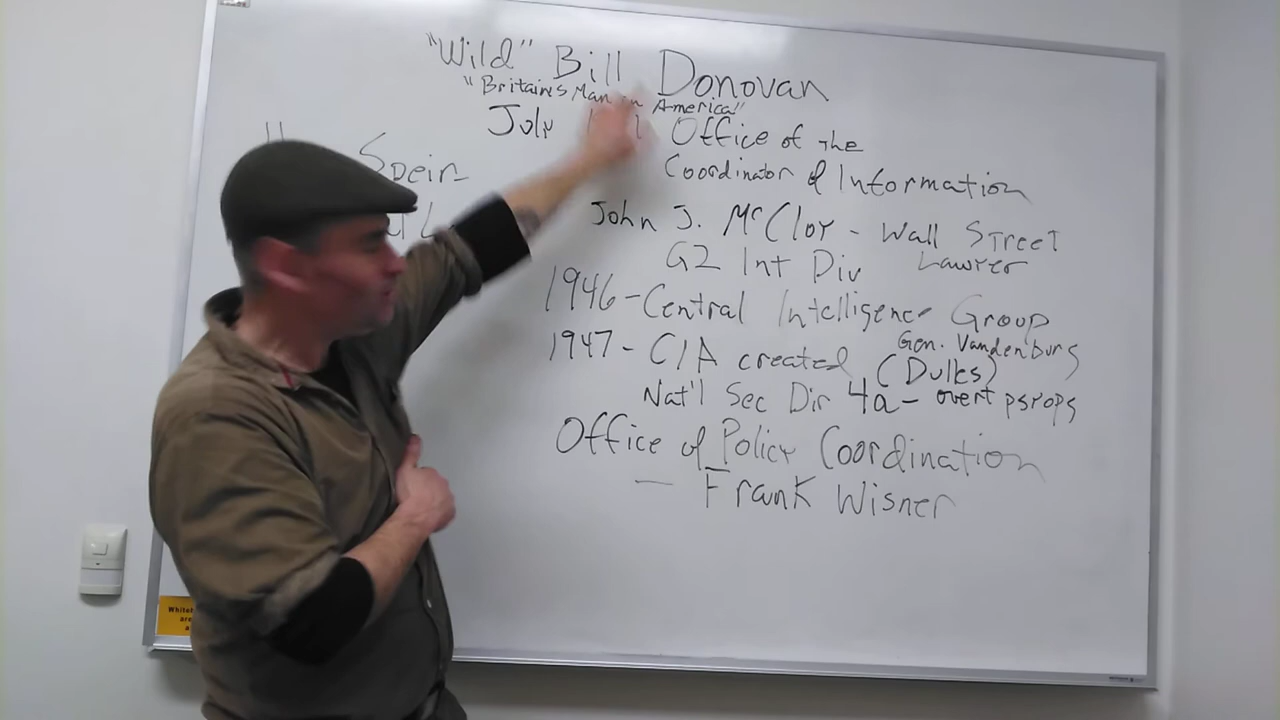 "Wild" Bill Donovan
"Britains Man in America"
July Office of the
Coordinator of Information
Speir
John J. McCloy - Wall Street
Lawyer
G2 Int Div
1946 - Central Intelligence Group
Gen. Vandenburg
1947 - CIA created (Dulles)
Nat'l Sec Dir 4a - overt psyops
Office of Policy Coordination
- Frank Wisner